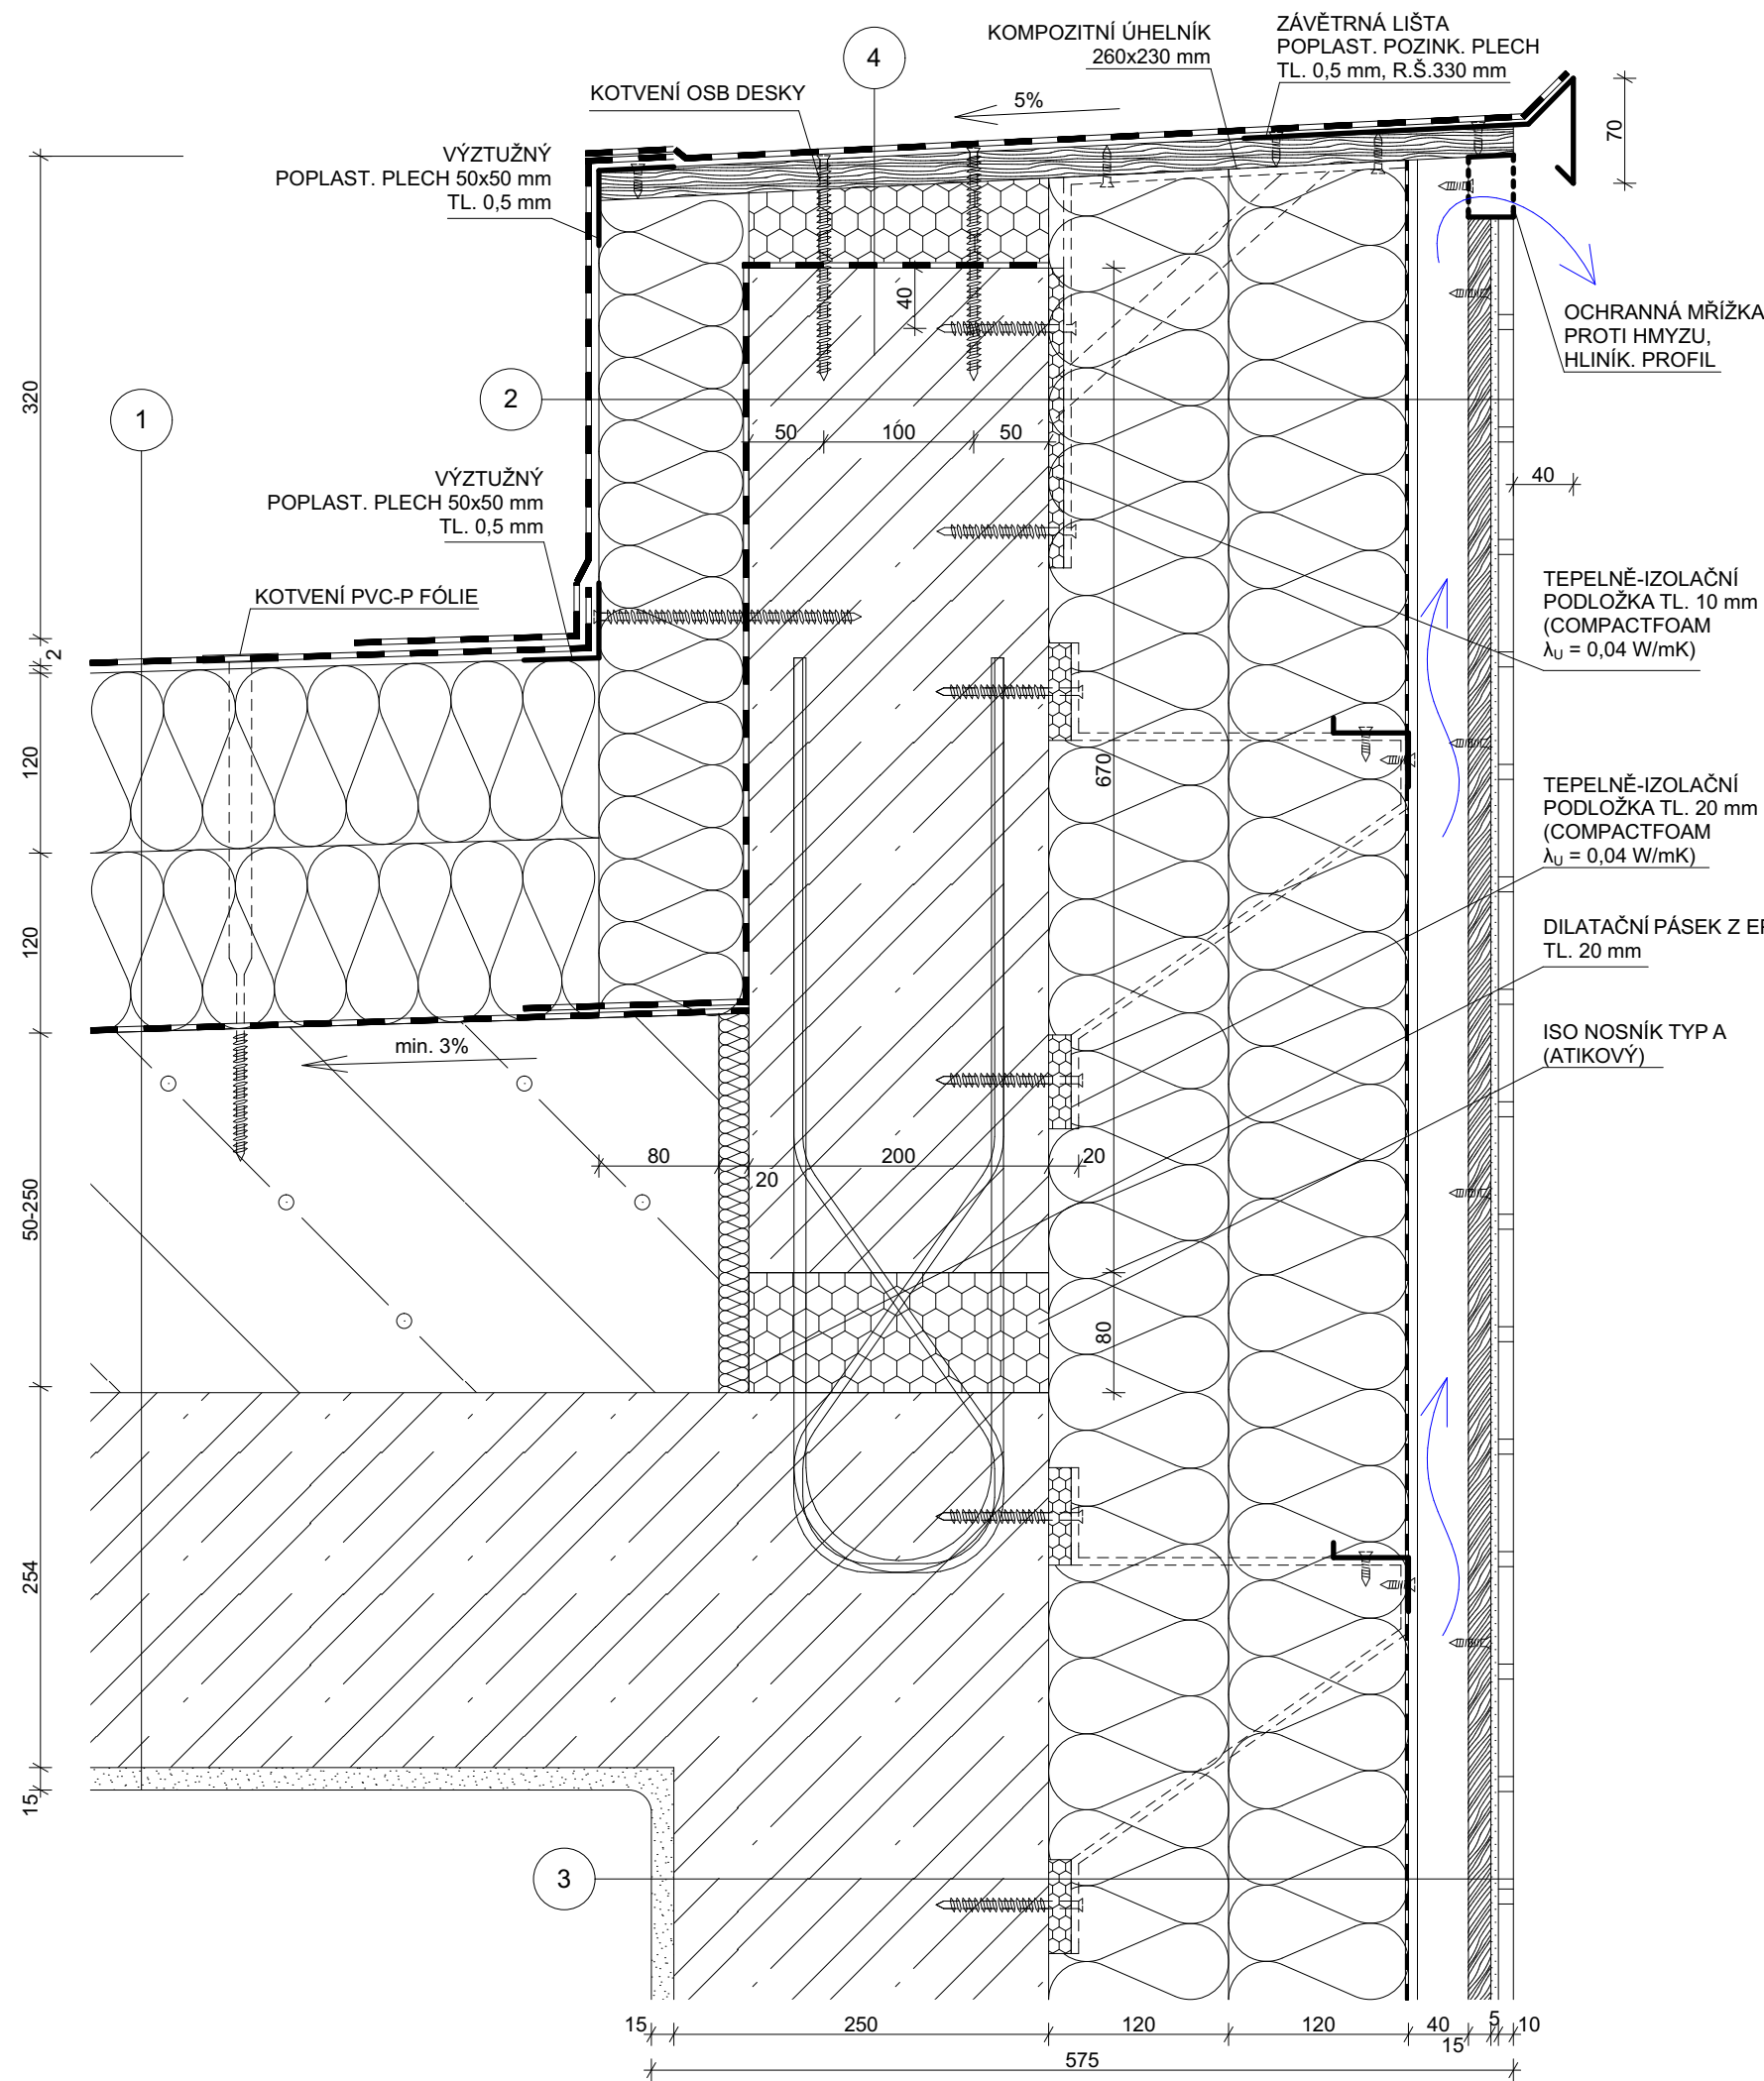 KOMPOZITNÍ ÚHELNÍK
260x230 mm
ZÁVĚTRNÁ LIŠTA
POPLAST. POZINK. PLECH
TL. 0,5 mm, R.Š.330 mm
4
KOTVENÍ OSB DESKY
5%
70
VÝZTUŽNÝ
POPLAST. PLECH 50x50 mm
TL. 0,5 mm
40
OCHRANNÁ MŘÍŽKA
PROTI HMYZU,
HLINÍK. PROFIL
320
1
2
50
100
50
40
VÝZTUŽNÝ
POPLAST. PLECH 50x50 mm
TL. 0,5 mm
KOTVENÍ PVC-P FÓLIE
TEPELNĚ-IZOLAČNÍ
PODLOŽKA TL. 10 mm
(COMPACTFOAM
λU = 0,04 W/mK)
2
120
670
TEPELNĚ-IZOLAČNÍ
PODLOŽKA TL. 20 mm
(COMPACTFOAM
λU = 0,04 W/mK)
120
DILATAČNÍ PÁSEK Z
TL. 20 mm
min. 3%
ISO NOSNÍK TYP A
(ATIKOVÝ)
80
20
200
20
50-250
80
254
15
3
15
250
120
120
40
15
5
10
575